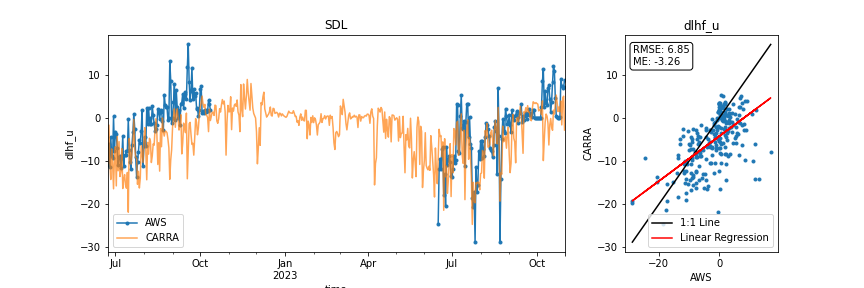 SDL
dlhf_u
10
0
−10
−20
−30
AWS
CARRA
Jul
Oct
Jan
2023
Apr
Jul
Oct
time
dlhf_u
RMSE: 6.85
ME: -3.26
CARRA
10
0
−10
−20
−30
1:1 Line
Linear Regression
−20
0
AWS